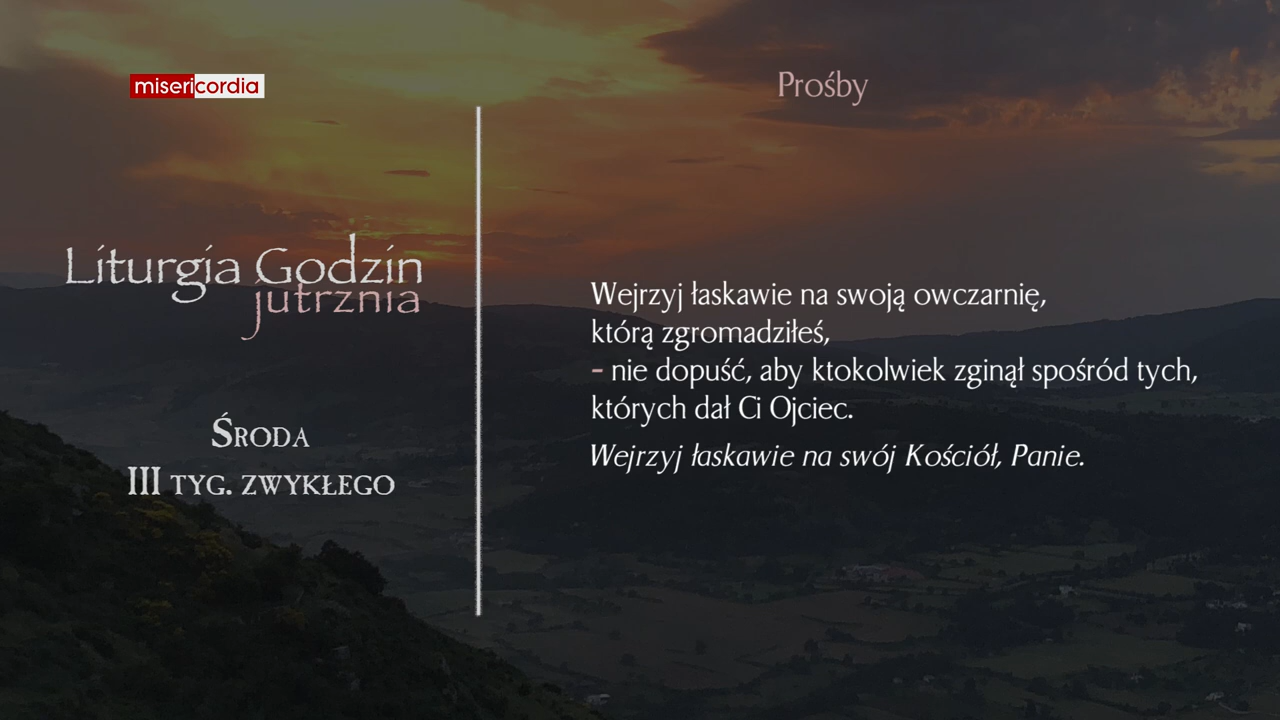 misericordia
Liturgia Godzin
jutrznia
Środa
III tyg. zwykłego
Prośby
Wejrzyj łaskawie na swoją owczarnię,
którą zgromadziłeś,
- nie dopuść, aby ktokolwiek zginął spośród tych,
których dał Ci Ojciec.
Wejrzyj łaskawie na swój Kościół, Panie.